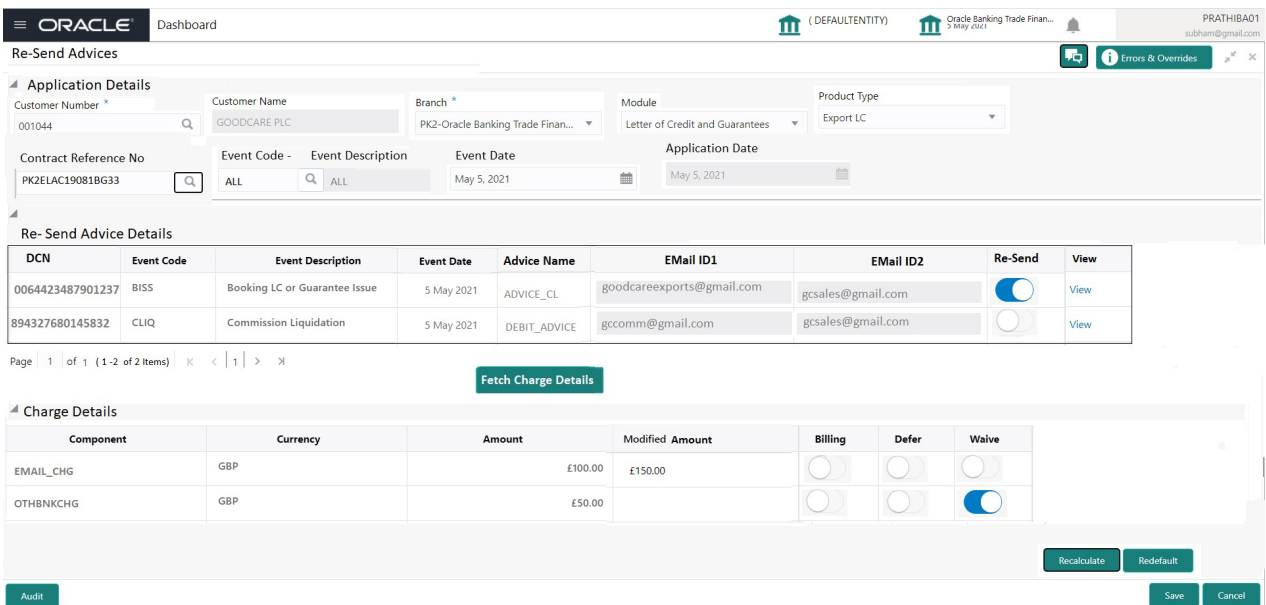 ORACLE Dashboard ( DEFAULTENTITY) Oracle Banking Trade Finan... PRATHIBA01
5 May 2021 subham@gmail.com
Re-Send Advices Errors & Overrides
Application Details
Customer Number * Customer Name Branch * Module Product Type
001044 GOODCARE PLC PK2-Oracle Banking Trade Finan... Letter of Credit and Guarantees Export LC
Contract Reference No Event Code - Event Description Event Date Application Date
PK2ELAC19081BG33 ALL ALL May 5, 2021 May 5, 2021
Re- Send Advice Details
DCN Event Code Event Description Event Date Advice Name EMail ID1 EMail ID2 Re-Send View
0064423487901237 BISS Booking LC or Guarantee Issue 5 May 2021 ADVICE_CL goodcareexports@gmail.com gcsales@gmail.com View
894327680145832 CLIQ Commission Liquidation 5 May 2021 DEBIT_ADVICE gccomm@gmail.com gcsales@gmail.com View
Page 1 of 1 (1-2 of 2 Items) 1
Fetch Charge Details
Charge Details
Component Currency Amount Modified Amount Billing Defer Waive
EMAIL_CHG GBP £100.00 £150.00
OTHBNKCHG GBP £50.00
Recalculate Redefault
Audit Save Cancel